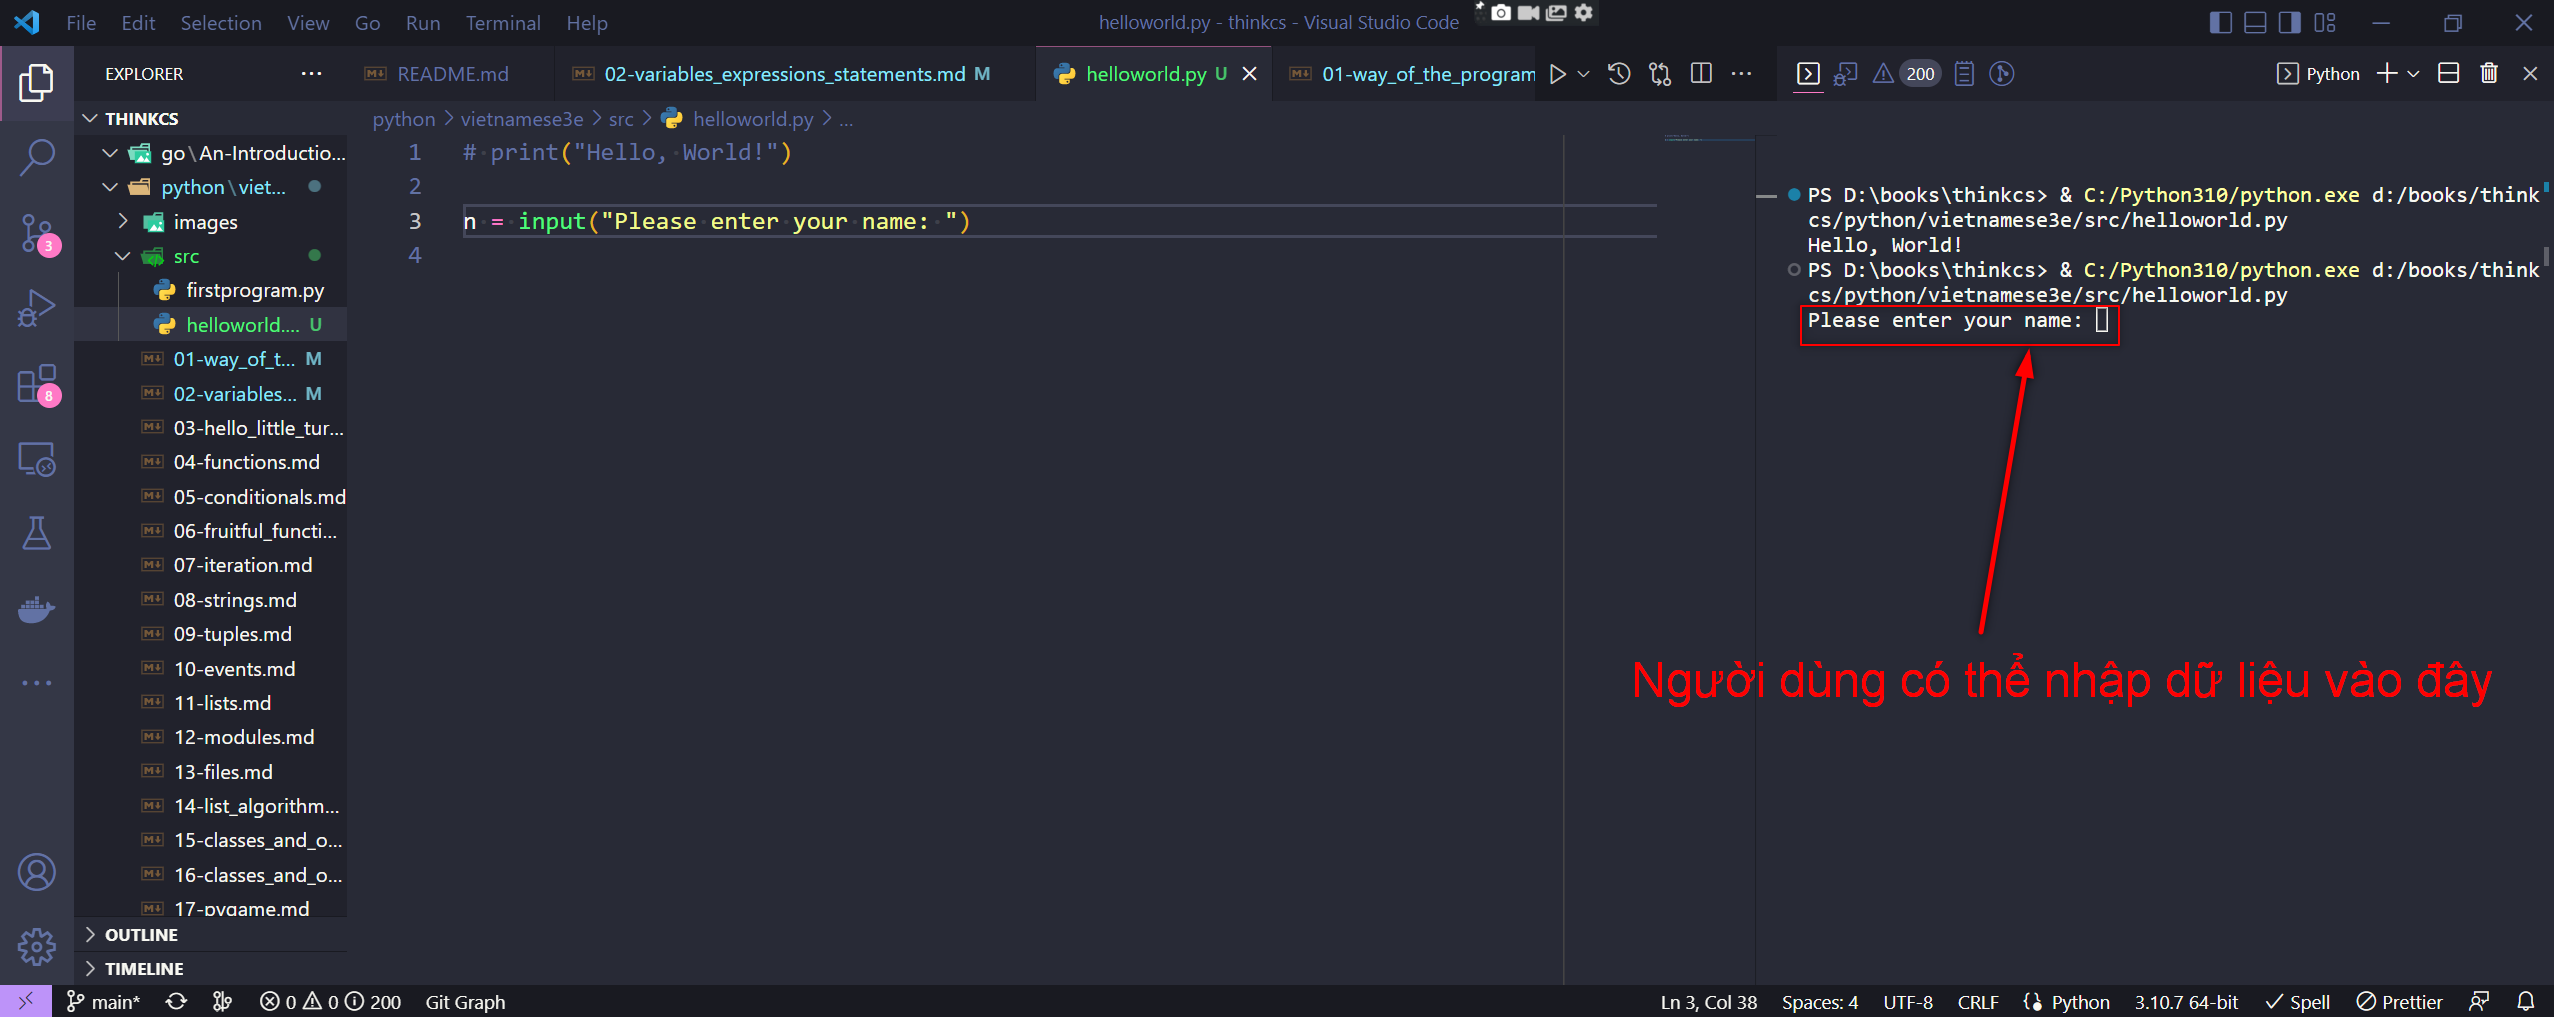 File Edit Selection View Go Run Terminal Help
helloworld.py - thinkcs - Visual Studio Code
EXPLORER
README.md
02-variables_expressions_statements.md M
helloworld.py U
01-way_of_the_program
200
Python
THINKCS
go\An-Introductio...
python\viet...
images
src
firstprogram.py
helloworld.... U
01-way_of_t... M
02-variables... M
03-hello_little_tur...
04-functions.md
05-conditionals.md
06-fruitful_functi...
07-iteration.md
08-strings.md
09-tuples.md
10-events.md
11-lists.md
12-modules.md
13-files.md
14-list_algorithm...
15-classes_and_o...
16-classes_and_o...
17-pygame.md
OUTLINE
TIMELINE
3
8
python > vietnamese3e > src > helloworld.py > ...
1 # print("Hello, World!")
2
3 n = input("Please enter your name: ")
4
PS D:\books\thinkcs> & C:/Python310/python.exe d:/books/think
cs/python/vietnamese3e/src/helloworld.py
Hello, World!
PS D:\books\thinkcs> & C:/Python310/python.exe d:/books/think
cs/python/vietnamese3e/src/helloworld.py
Please enter your name:
Người dùng có thể nhập dữ liệu vào đây
main* 0 0 200 Git Graph
Ln 3, Col 38 Spaces: 4 UTF-8 CRLF Python 3.10.7 64-bit Spell Prettier